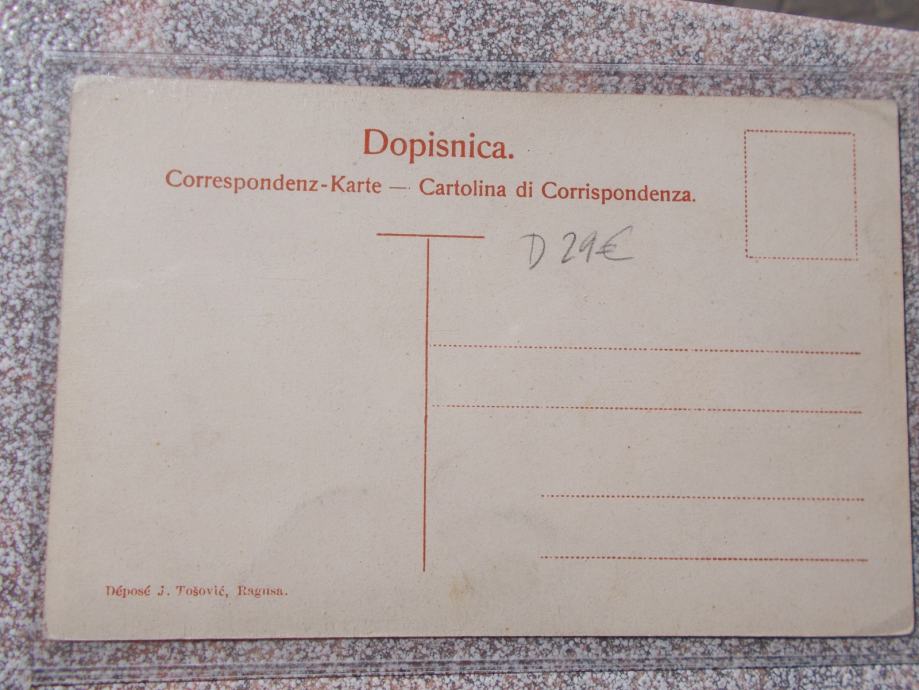 Dopisnica.
Correspondenz-Karte — Cartolina di Corrispondenza.
D 29€
Déposé J. Tošović, Ragusa.